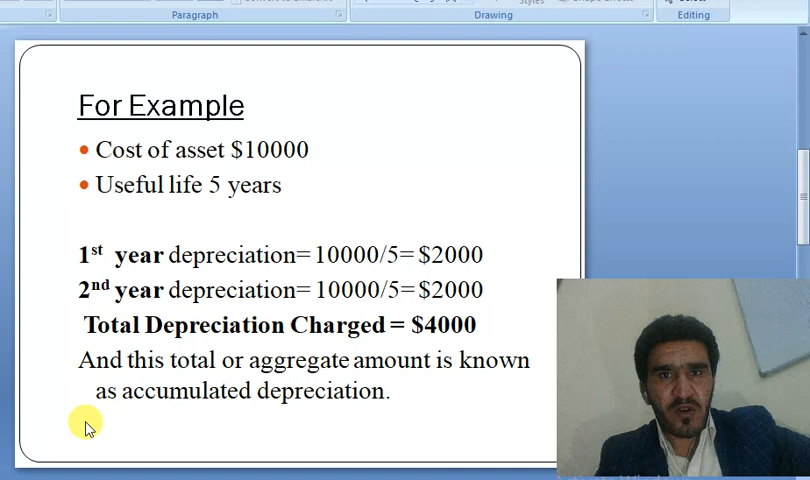 Paragraph
Drawing
Editing
For Example
• Cost of asset $10000
• Useful life 5 years
1st year depreciation= 10000/5= $2000
2nd year depreciation= 10000/5= $2000
Total Depreciation Charged = $4000
And this total or aggregate amount is known
as accumulated depreciation.